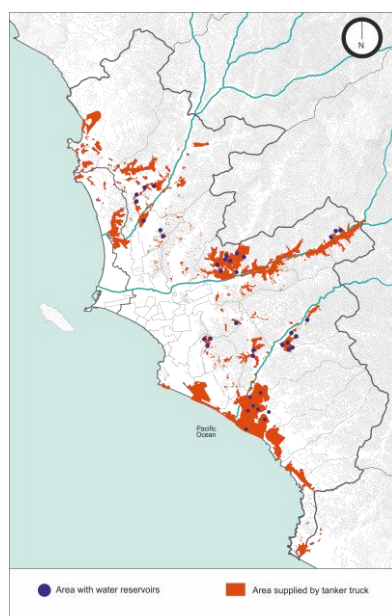 N
Pacific
Ocean
Area with water reservoirs
Area supplied by tanker truck